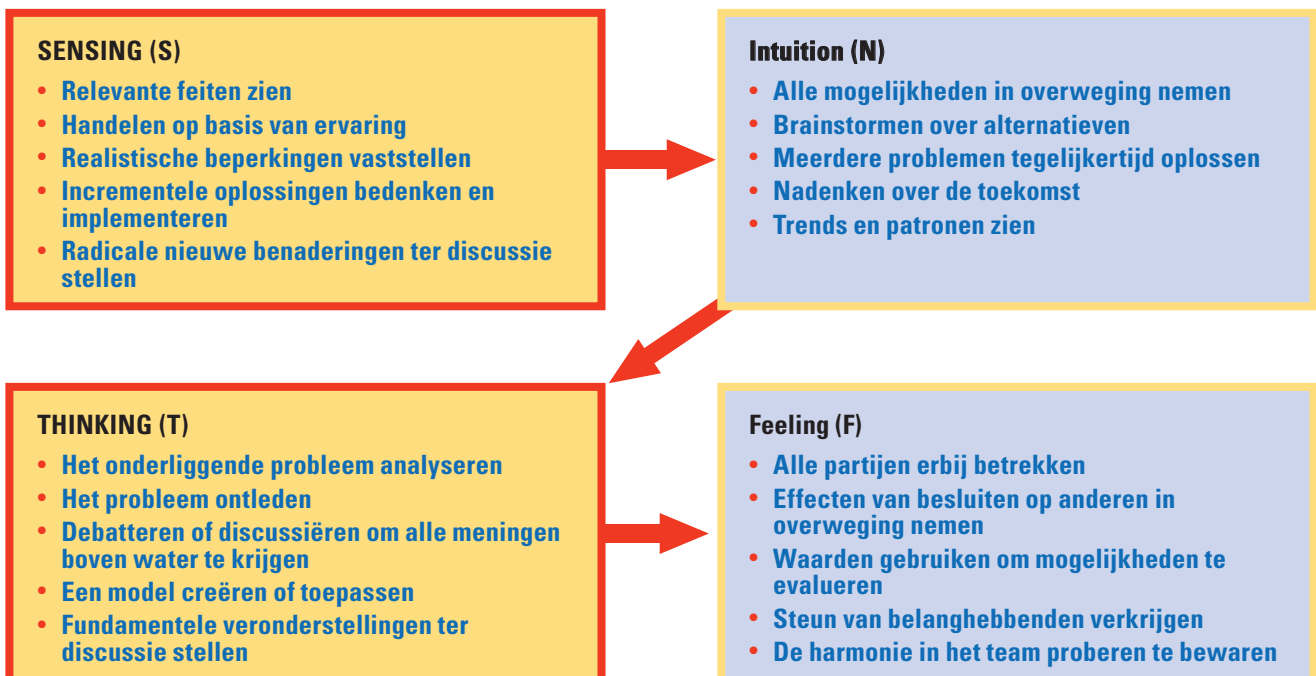 SENSING (S)
• Relevante feiten zien
• Handelen op basis van ervaring
• Realistische beperkingen vaststellen
• Incrementele oplossingen bedenken en
implementeren
• Radicale nieuwe benaderingen ter discussie
stellen
Intuition (N)
• Alle mogelijkheden in overweging nemen
• Brainstormen over alternatieven
• Meerdere problemen tegelijkertijd oplossen
• Nadenken over de toekomst
• Trends en patronen zien
THINKING (T)
• Het onderliggende probleem analyseren
• Het probleem ontleden
• Debatteren of discussiëren om alle meningen
boven water te krijgen
• Een model creëren of toepassen
• Fundamentele veronderstellingen ter
discussie stellen
Feeling (F)
• Alle partijen erbij betrekken
• Effecten van besluiten op anderen in
overweging nemen
• Waarden gebruiken om mogelijkheden te
evalueren
• Steun van belanghebbenden verkrijgen
• De harmonie in het team proberen te bewaren